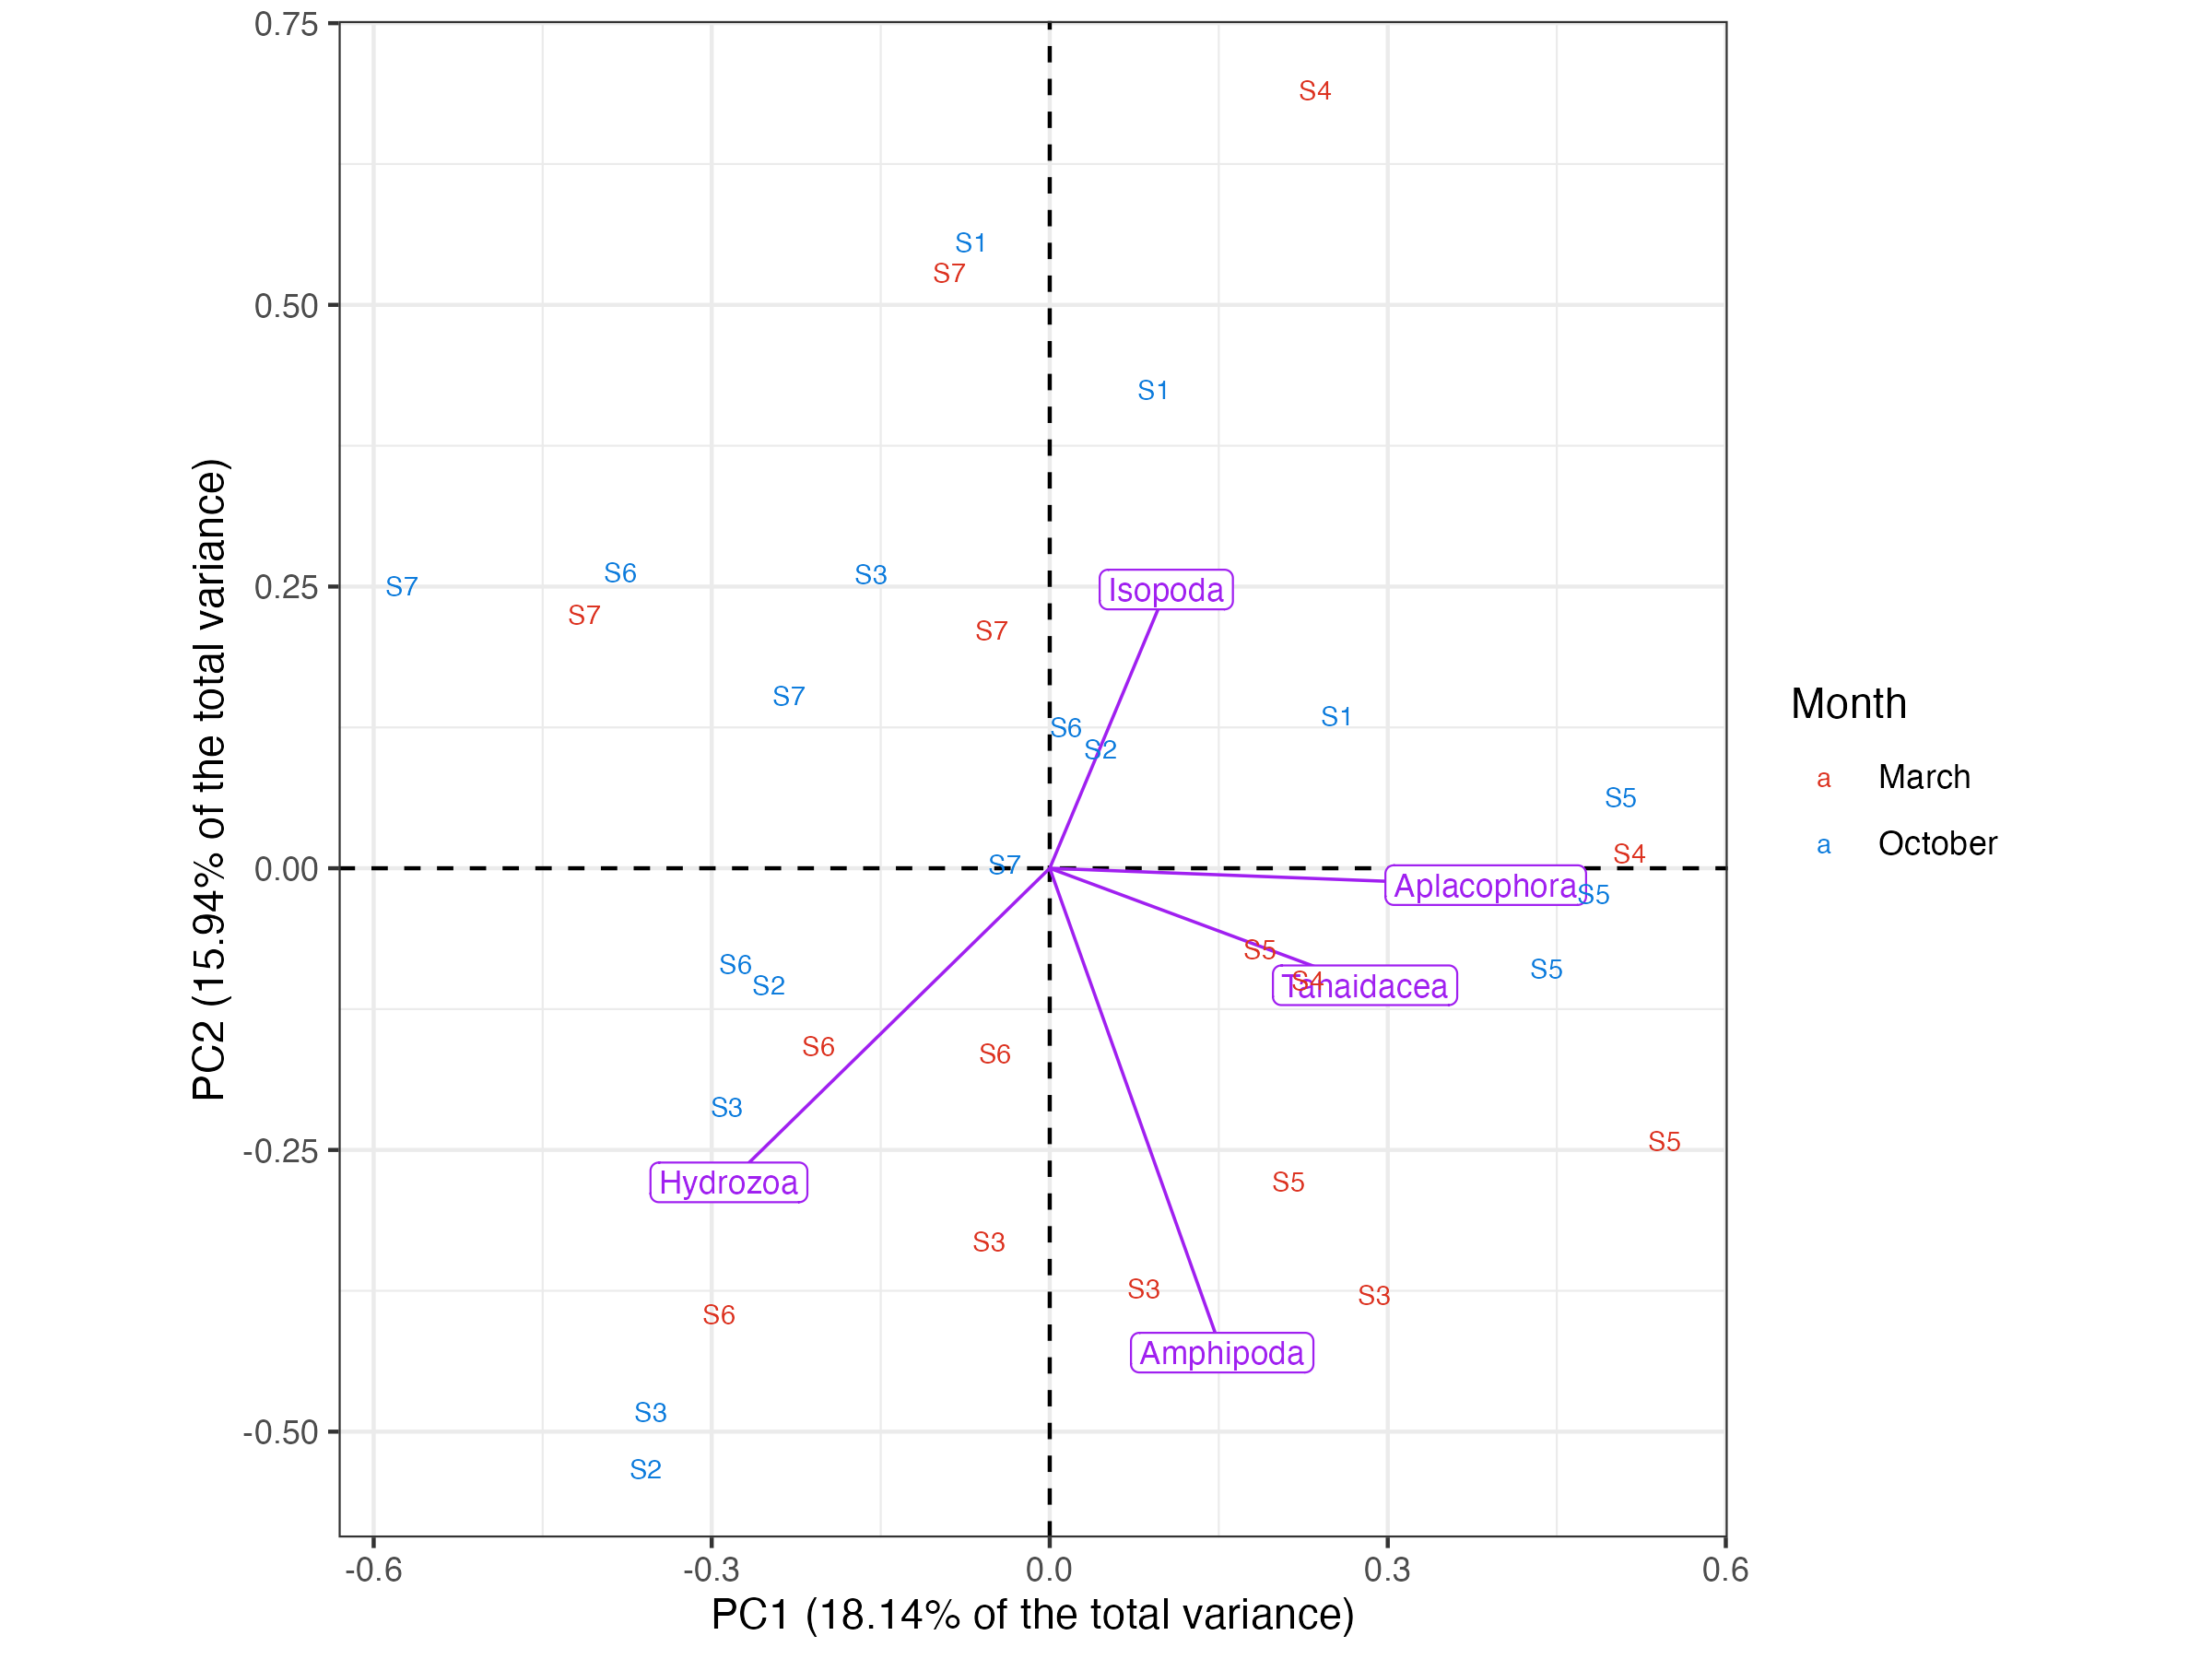 0.75
S4
S1
S7
0.50
S1
S7
S6
S3
0.25
Isopoda
S7
S7
S7
S6
S1
S2
S5
Month
a March
a October
S4
S7
0.00
Aplacophora
S5
S5
S6
S2
S4
Tanaidacea
S5
S6
S6
S3
-0.25
S5
Hydrozoa
S5
S3
S3
S3
S6
Amphipoda
S3
-0.50
S2
-0.6
-0.3
0.0
0.3
0.6
PC1 (18.14% of the total variance)
PC2 (15.94% of the total variance)